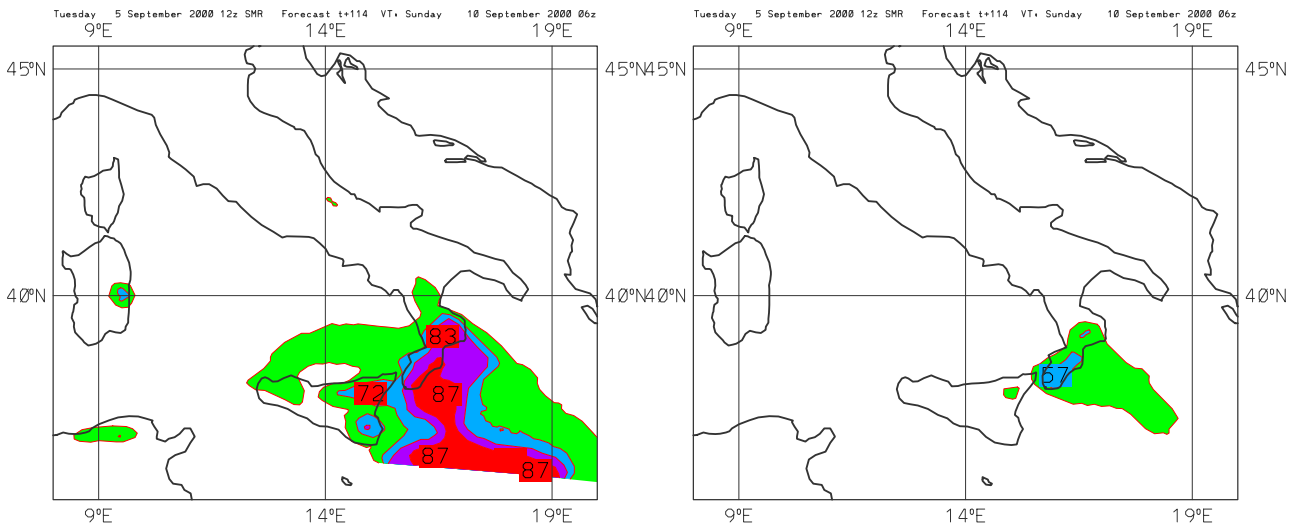 Tuesday 5 September 2000 12z SMR Forecast t+114 VT: Sunday 10 September 2000 06z
Tuesday 5 September 2000 12z SMR Forecast t+114 VT: Sunday 10 September 2000 06z
9°E 14°E 19°E
9°E 14°E 19°E
45°N 45°N 45°N 45°N
40°N 40°N 40°N 40°N
83
57
72 87
87 87
9°E 14°E 19°E
9°E 14°E 19°E